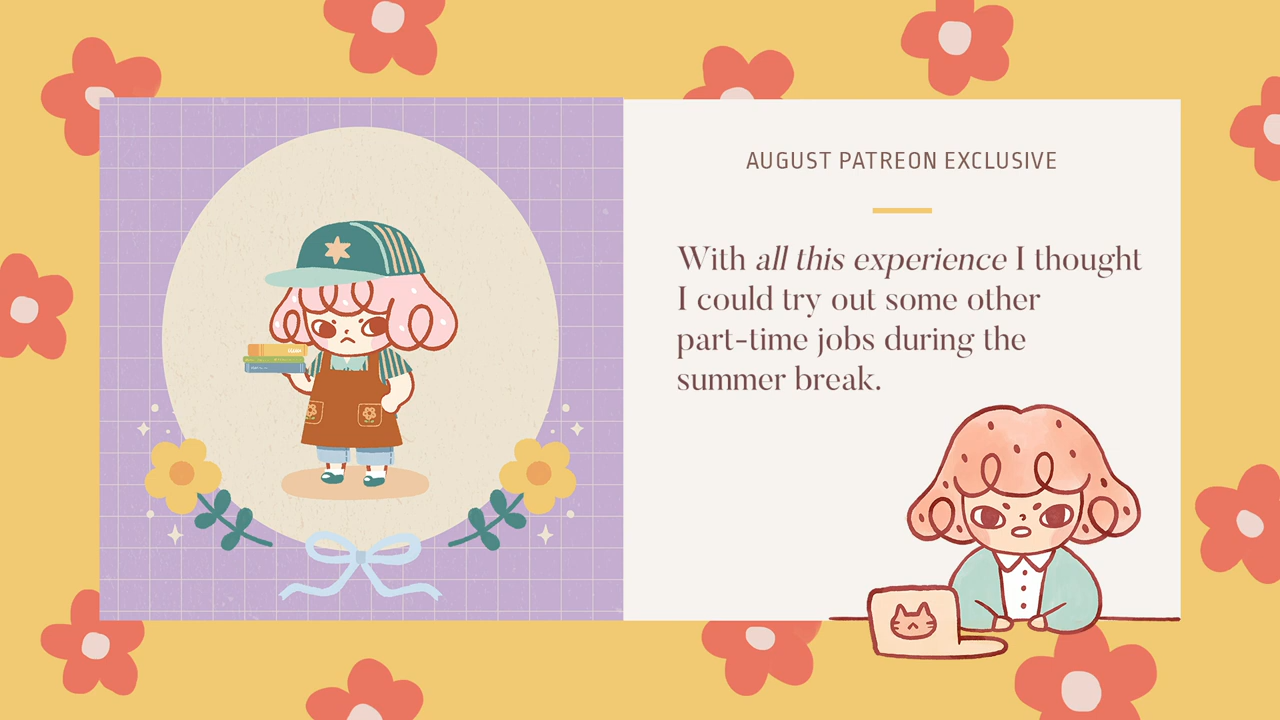 AUGUST PATREON EXCLUSIVE
With all this experience I thought
I could try out some other
part-time jobs during the
summer break.